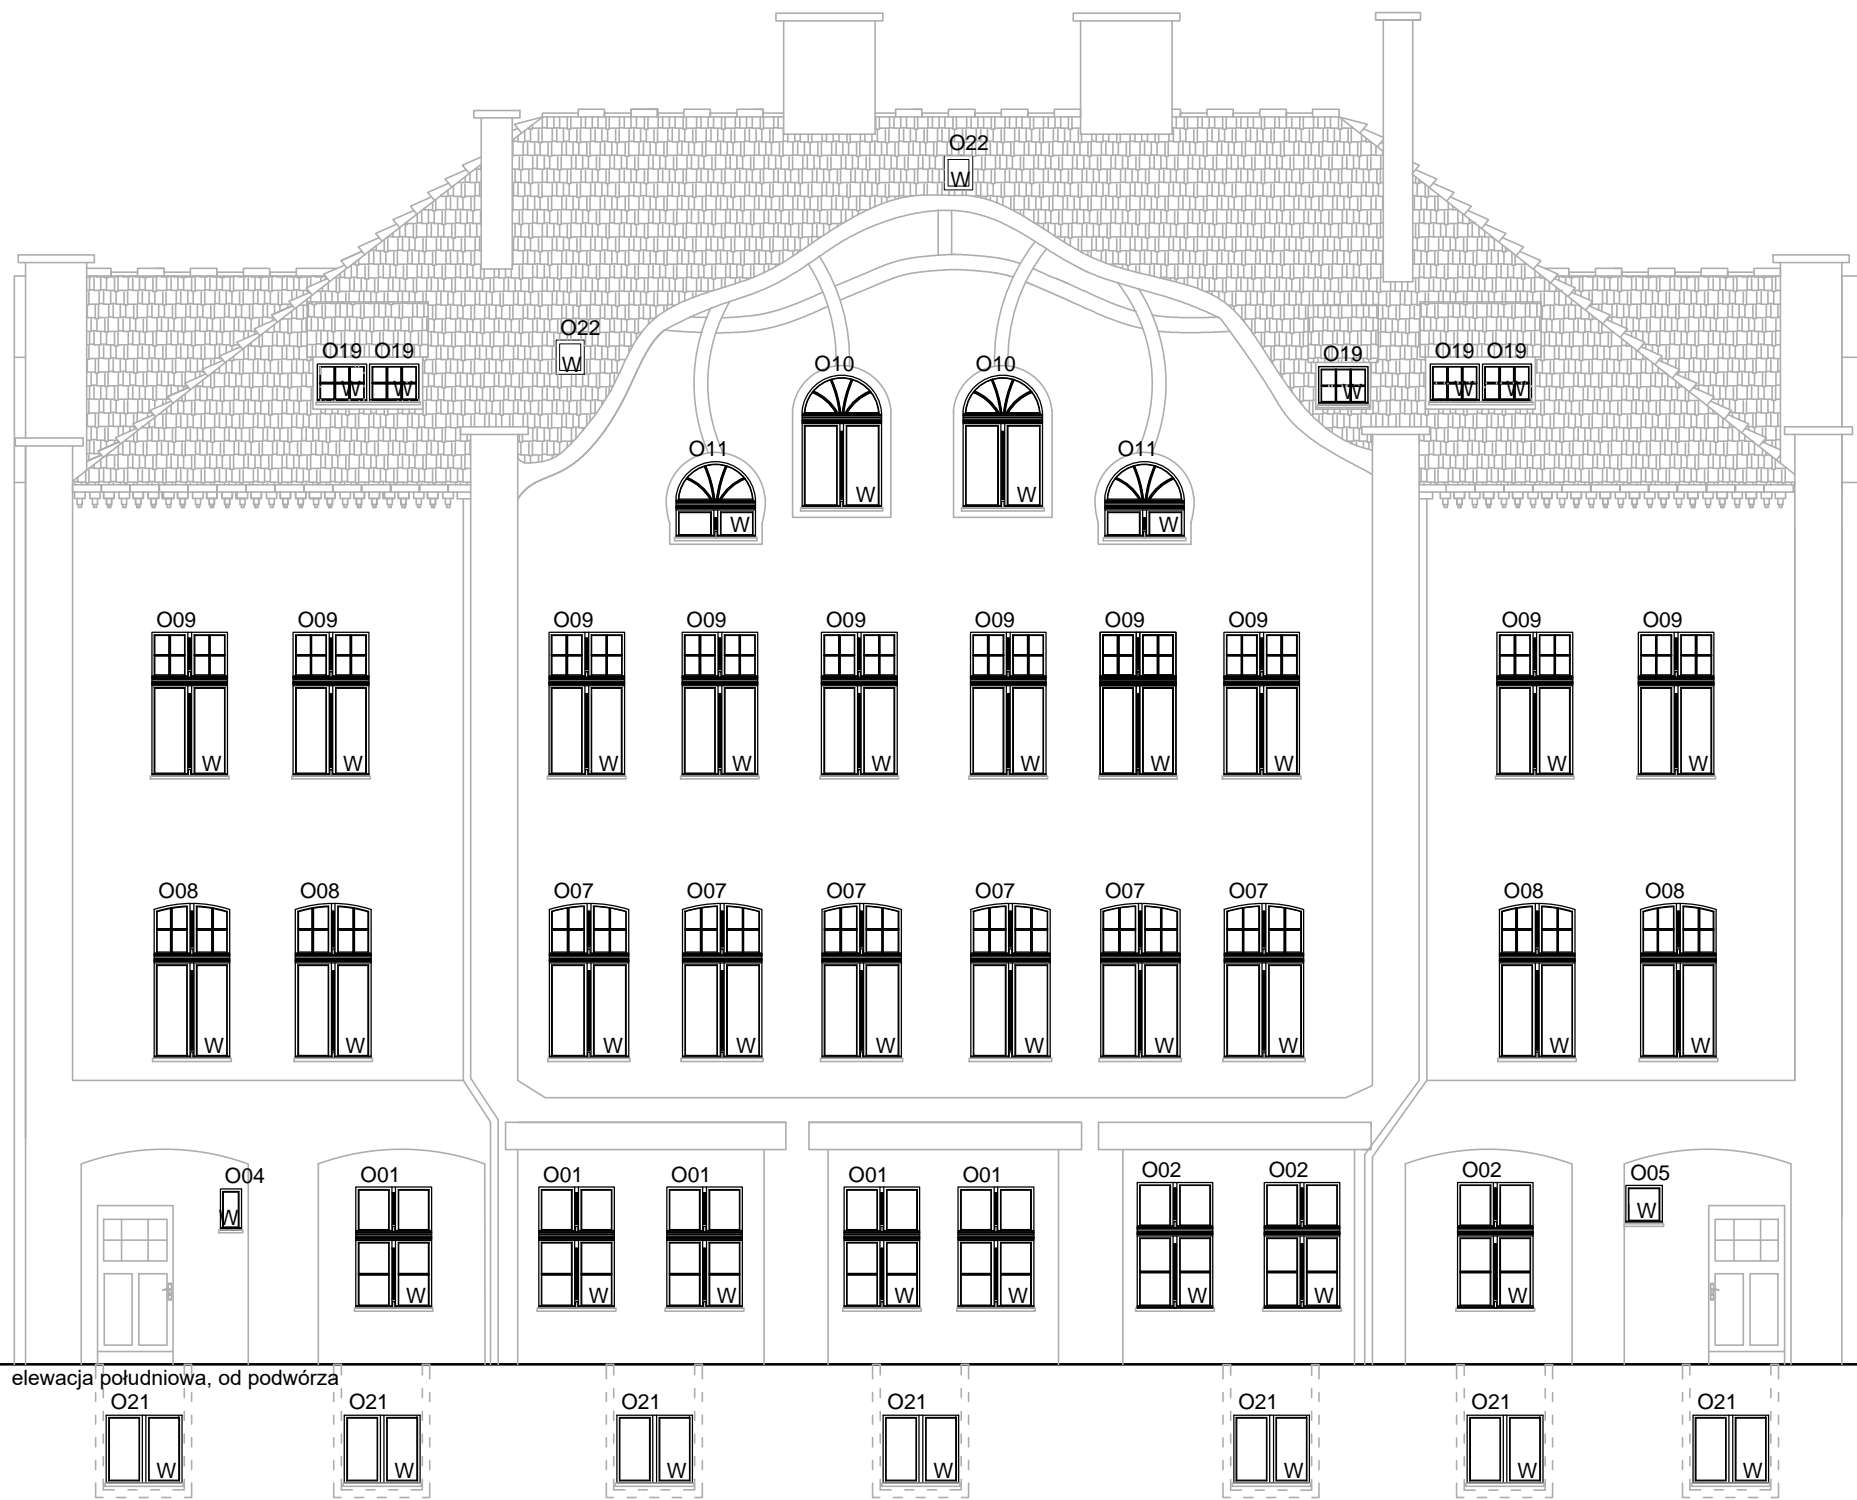 O22
W
O22
W
O19 O19 O19 O19 O19
W W W W W
O10 O10
W W
O11 O11
W W
O09 O09 O09 O09 O09 O09 O09 O09 O09 O09
W W W W W W W W W W
O08 O08 O07 O07 O07 O07 O07 O07 O08 O08
W W W W W W W W W W
O04 O01 O01 O01 O01 O01 O02 O02 O02 O05
W W W W W W W W W W
elewacja południowa, od podwórza
O21 O21 O21 O21 O21 O21 O21
W W W W W W W